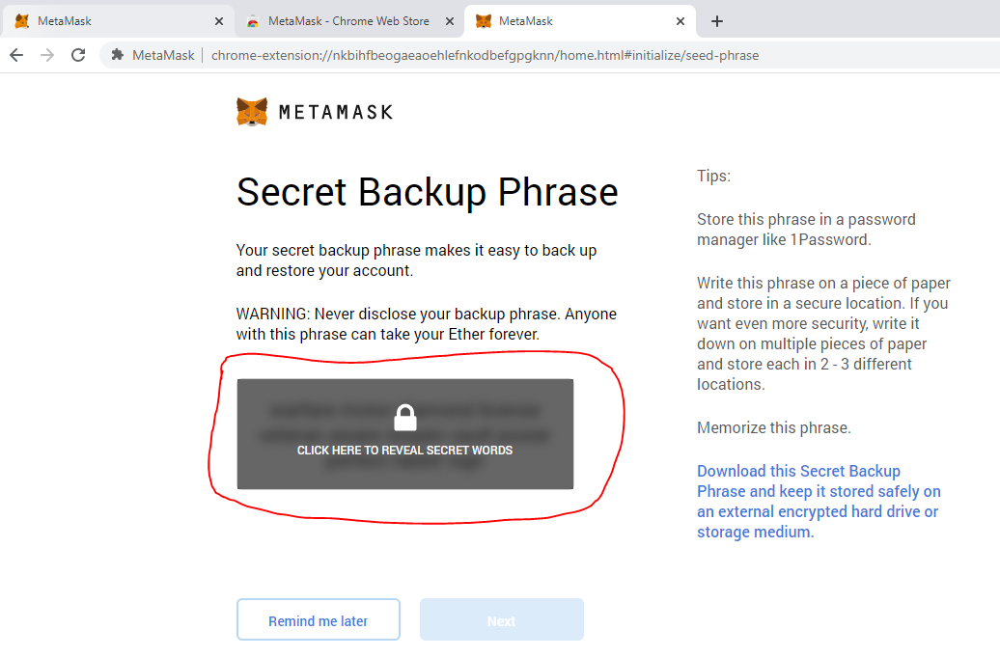 MetaMask
MetaMask - Chrome Web Store
MetaMask
MetaMask
chrome-extension://nkbihfbeogaeaoehlefnkodbefgpgknn/home.html#initialize/seed-phrase
METAMASK
Secret Backup Phrase
Your secret backup phrase makes it easy to back up
and restore your account.
WARNING: Never disclose your backup phrase. Anyone
with this phrase can take your Ether forever.
CLICK HERE TO REVEAL SECRET WORDS
Remind me later
Next
Tips:
Store this phrase in a password
manager like 1Password.
Write this phrase on a piece of paper
and store in a secure location. If you
want even more security, write it
down on multiple pieces of paper
and store each in 2 - 3 different
locations.
Memorize this phrase.
Download this Secret Backup
Phrase and keep it stored safely on
an external encrypted hard drive or
storage medium.